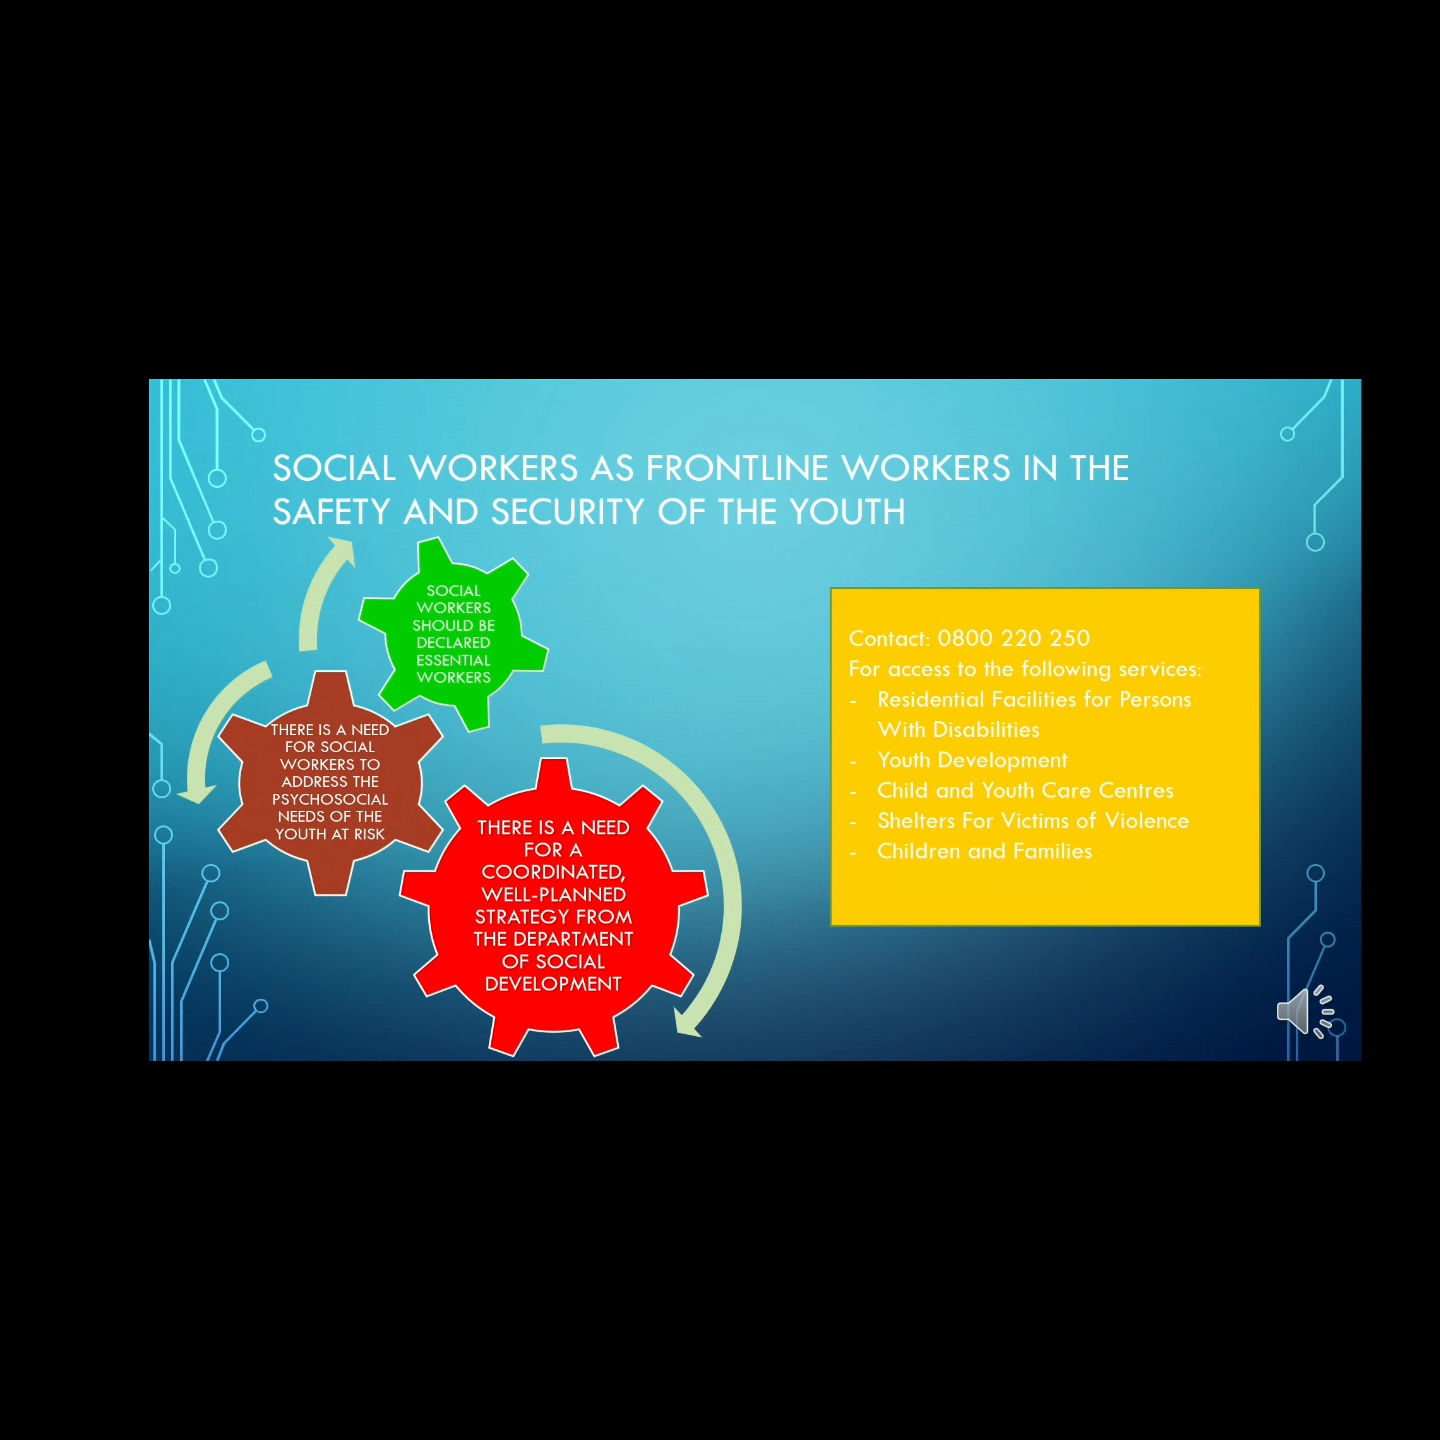 SOCIAL WORKERS AS FRONTLINE WORKERS IN THE
SAFETY AND SECURITY OF THE YOUTH
SOCIAL
WORKERS
SHOULD BE
DECLARED
ESSENTIAL
WORKERS
THERE IS A NEED
FOR SOCIAL
WORKERS TO
ADDRESS THE
PSYCHOSOCIAL
NEEDS OF THE
YOUTH AT RISK
THERE IS A NEED
FOR A
COORDINATED,
WELL-PLANNED
STRATEGY FROM
THE DEPARTMENT
OF SOCIAL
DEVELOPMENT
Contact: 0800 220 250
For access to the following services:
- Residential Facilities for Persons
With Disabilities
- Youth Development
- Child and Youth Care Centres
- Shelters For Victims of Violence
- Children and Families